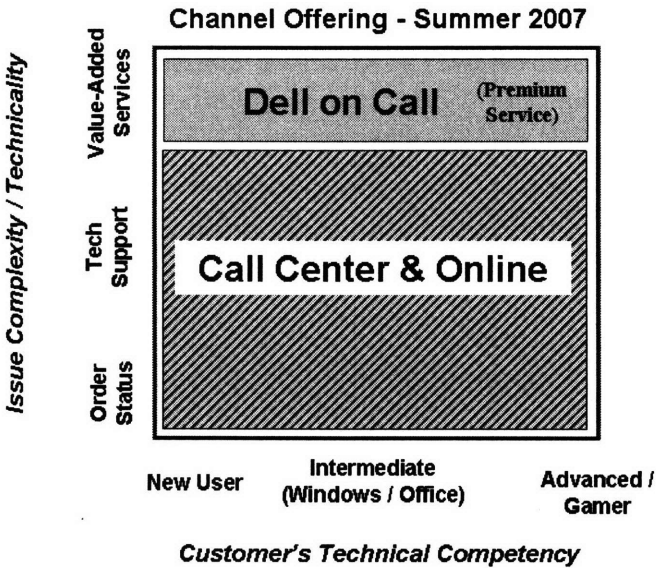 Channel Offering - Summer 2007
Issue Complexity / Technicality
Value-Added
Services
Tech
Support
Order
Status
Dell on Call
(Premium
Service)
Call Center & Online
New User
Intermediate
(Windows / Office)
Advanced /
Gamer
Customer's Technical Competency